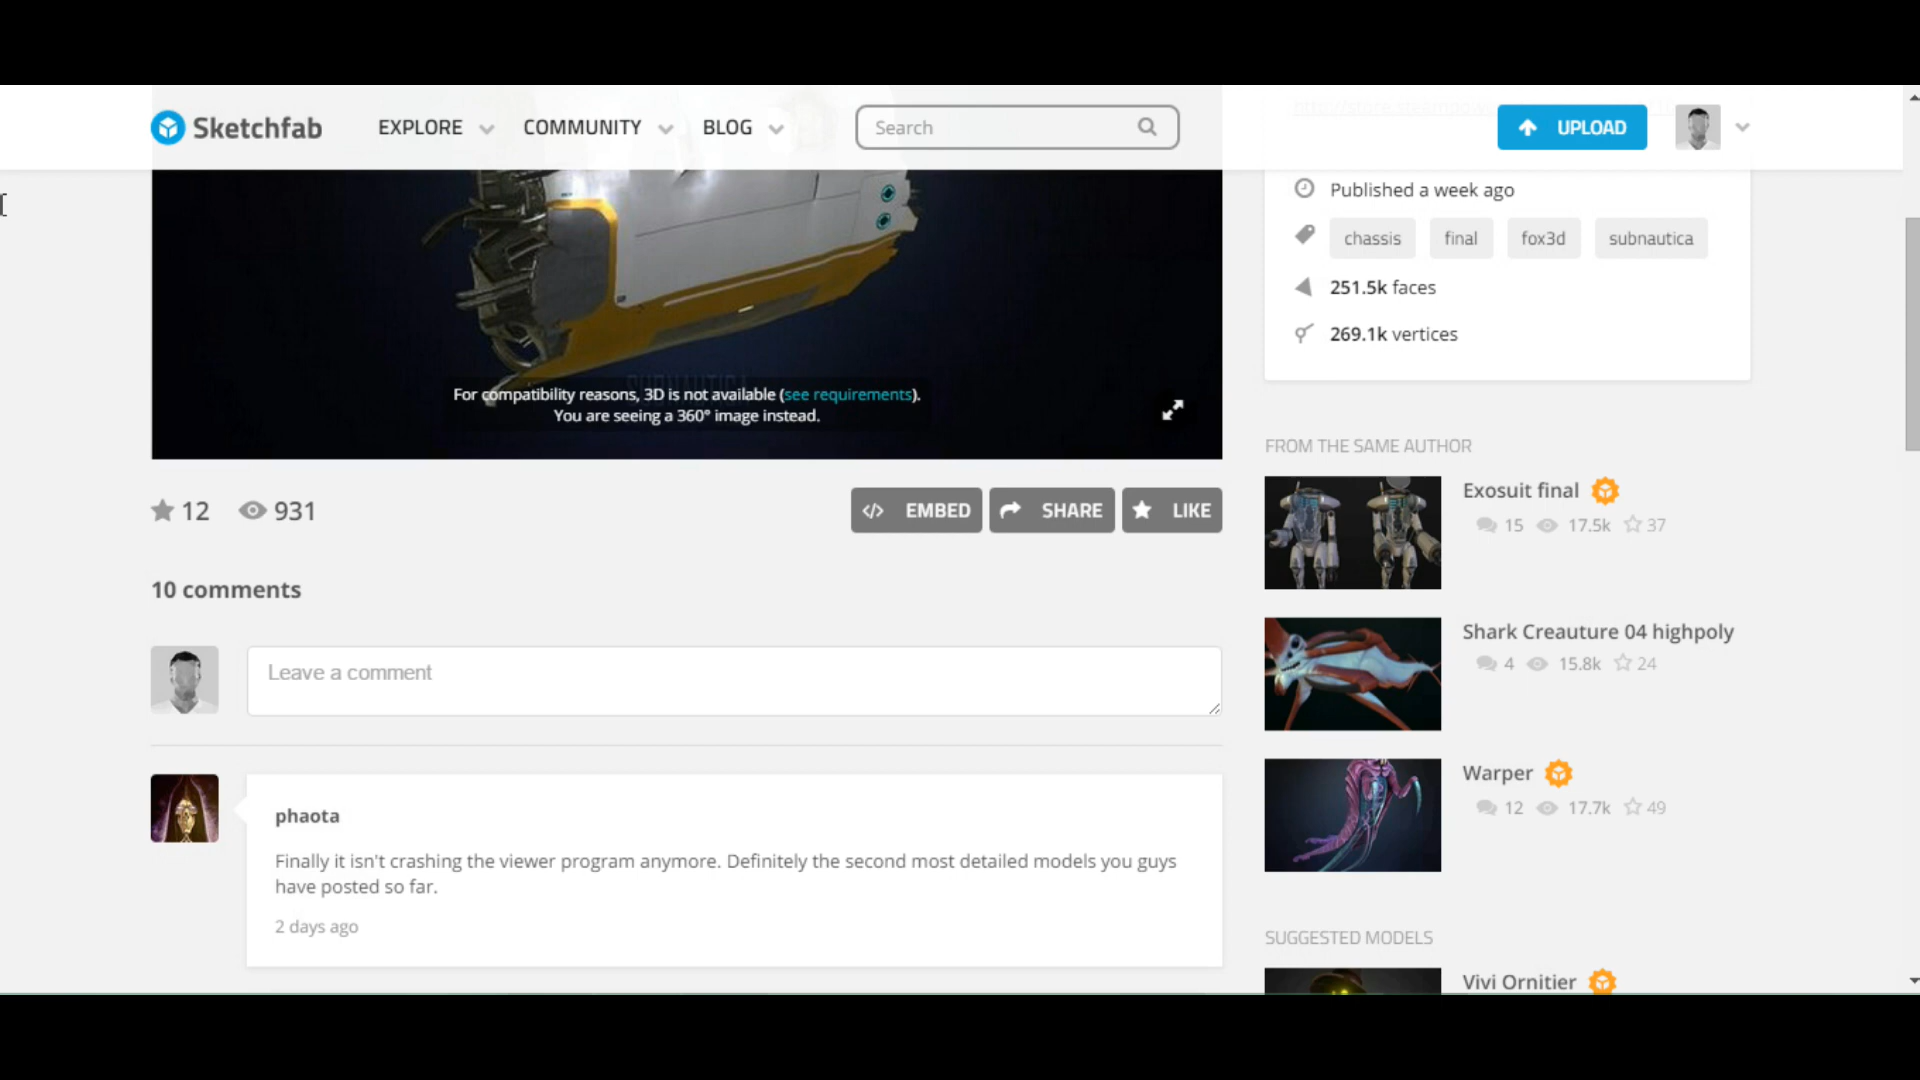 Sketchfab
EXPLORE
COMMUNITY
BLOG
Search
UPLOAD
Published a week ago
chassis
final
fox3d
subnautica
251.5k faces
269.1k vertices
For compatibility reasons, 3D is not available (see requirements).
You are seeing a 360° image instead.
12
931
</> EMBED
SHARE
LIKE
10 comments
Leave a comment
phaota
Finally it isn't crashing the viewer program anymore. Definitely the second most detailed models you guys
have posted so far.
2 days ago
FROM THE SAME AUTHOR
Exosuit final
15 17.5k 37
Shark Creauture 04 highpoly
4 15.8k 24
Warper
12 17.7k 49
SUGGESTED MODELS
Vivi Ornitier